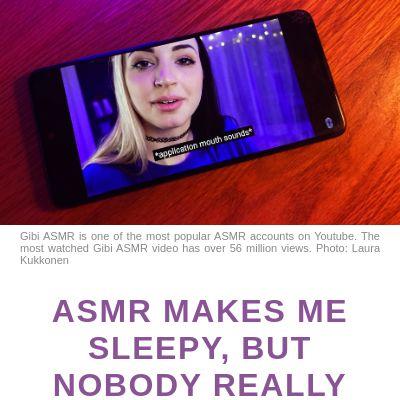 *application mouth sounds*
Gibi ASMR is one of the most popular ASMR accounts on Youtube. The
most watched Gibi ASMR video has over 56 million views. Photo: Laura
Kukkonen
ASMR MAKES ME
SLEEPY, BUT
NOBODY REALLY